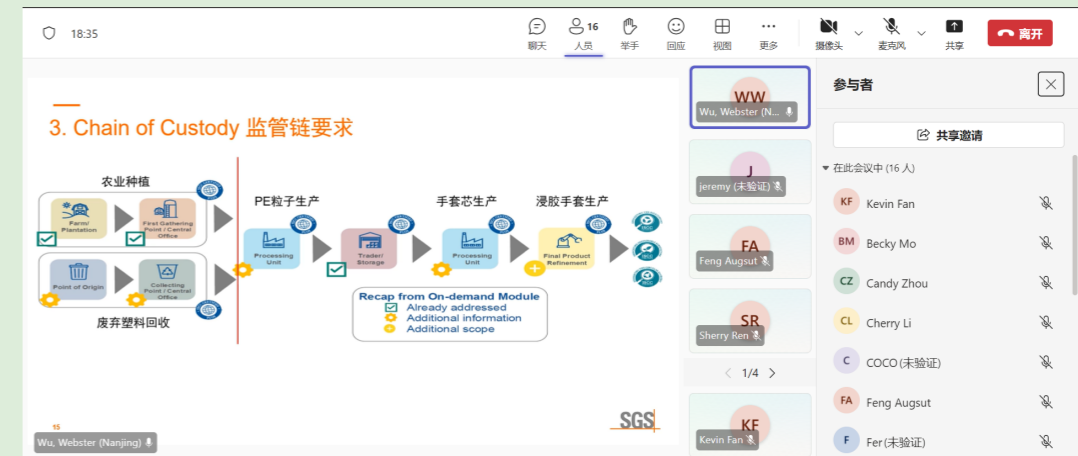 18:35
聊天
16
人员
举手
回应
视图
更多
摄像头
麦克风
共享
离开
3. Chain of Custody 监管链要求
农业种植
Farm/
Plantation
First Gathering
Point / Central
Office
Point of Origin
Collecting
Point / Central
Office
废弃塑料回收
PE粒子生产
Processing
Unit
Trader/
Storage
手套芯生产
Processing
Unit
浸胶手套生产
Final Product
Refinement
Recap from On-demand Module
Already addressed
Additional information
Additional scope
15
SGS
Wu, Webster (Nanjing)
WW
Wu, Webster (N...
J
jeremy (未验证)
FA
Feng Augsut
SR
Sherry Ren
1/4
KF
Kevin Fan
参与者
共享邀请
在此会议中 (16 人)
KF Kevin Fan
BM Becky Mo
CZ Candy Zhou
CL Cherry Li
C COCO (未验证)
FA Feng Augsut
F Fer (未验证)